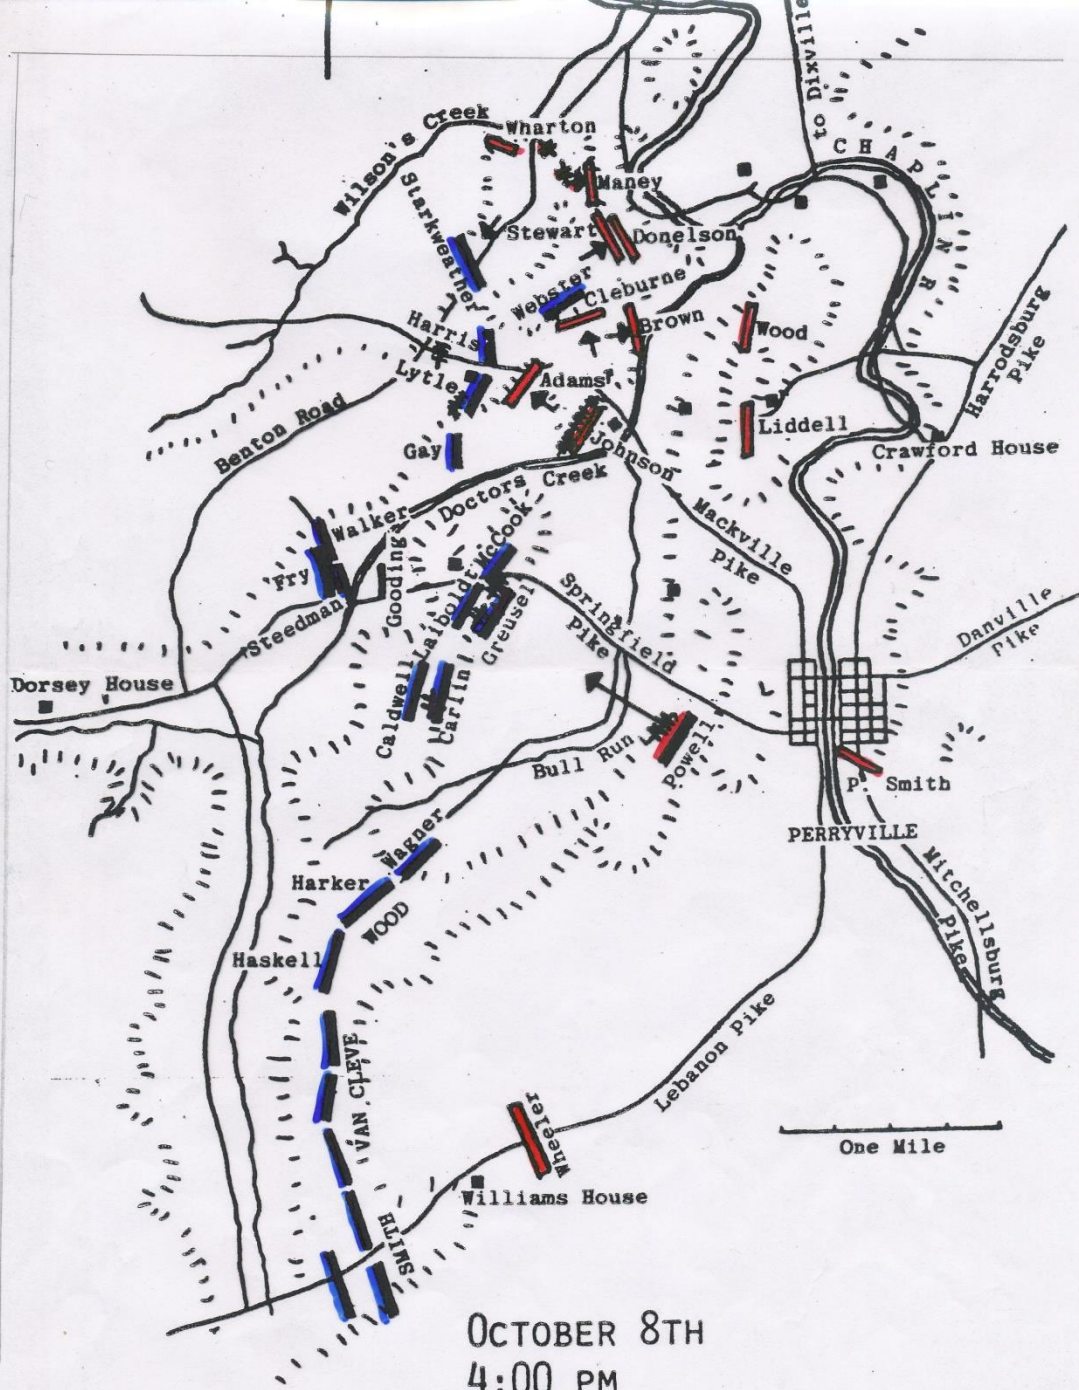 to Dixville
Wilson's Creek
Wharton
CHAPLIN R
Maney
Starkweather
Stewart
Donelson
Webster
Cleburne
Harris
Brown
Wood
Harrodsburg
Pike
Lytle
Adams
Benton Road
Liddell
Gay
Johnson
Crawford House
Doctors Creek
Walker
McCook
Mackville
Pike
Fry
Gooding
Laiboldt
Greusel
Springfield
Pike
Steedman
Danville
Pike
Dorsey House
Caldwell
Carlin
Bull Run
Powell
P. Smith
PERRYVILLE
Wagner
Harker
WOOD
Mitchellsburg
Pike
Haskell
VAN CLEVE
Lebanon Pike
Wheeler
One Mile
Williams House
SMITH
OCTOBER 8TH
4:00 PM